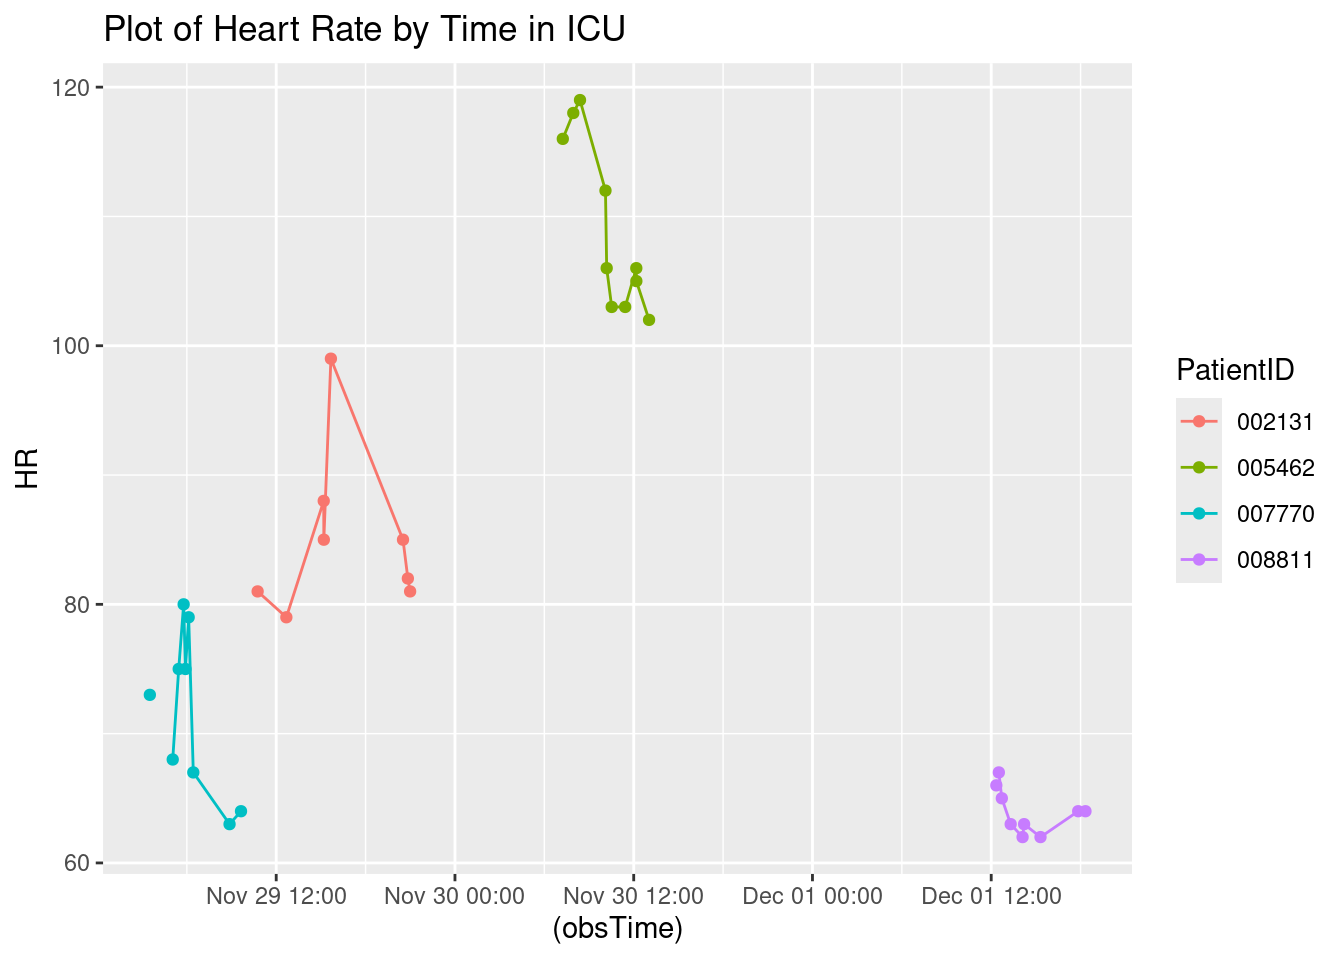 Plot of Heart Rate by Time in ICU
120
100
80
60
HR
Nov 29 12:00 Nov 30 00:00 Nov 30 12:00 Dec 01 00:00 Dec 01 12:00
(obsTime)
PatientID
002131
005462
007770
008811